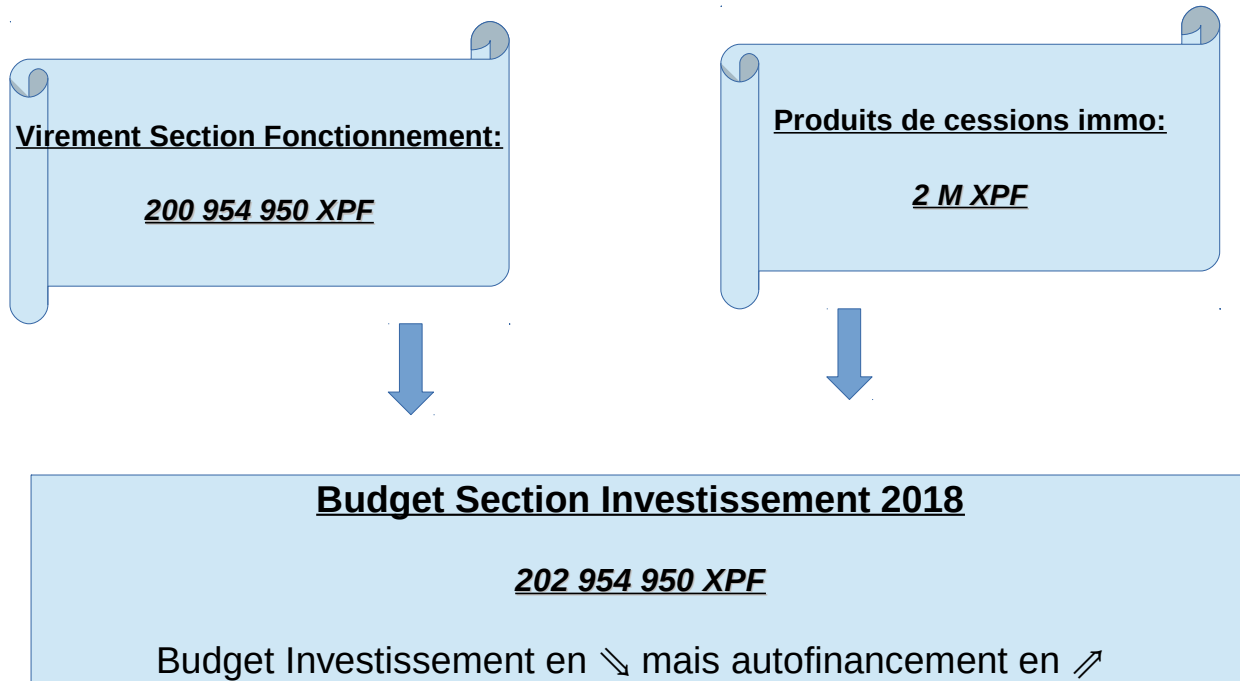 Virement Section Fonctionnement:
200 954 950 XPF
Produits de cessions immo:
2 M XPF
Budget Section Investissement 2018
202 954 950 XPF
Budget Investissement en ⇘ mais autofinancement en ⇗